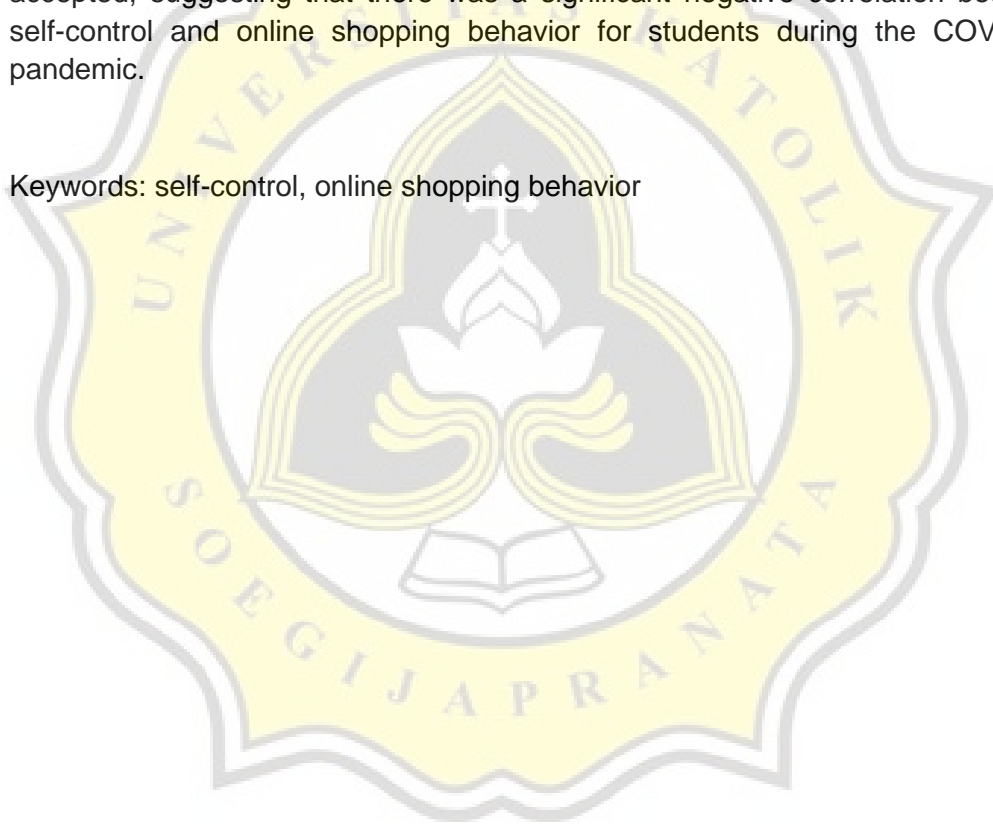 accepted, suggesting that there was a significant negative correlation be
self-control and online shopping behavior for students during the COV
pandemic.
Keywords: self-control, online shopping behavior
UNIVERSITAS KATOLIK
SOEGIJAPRANATA